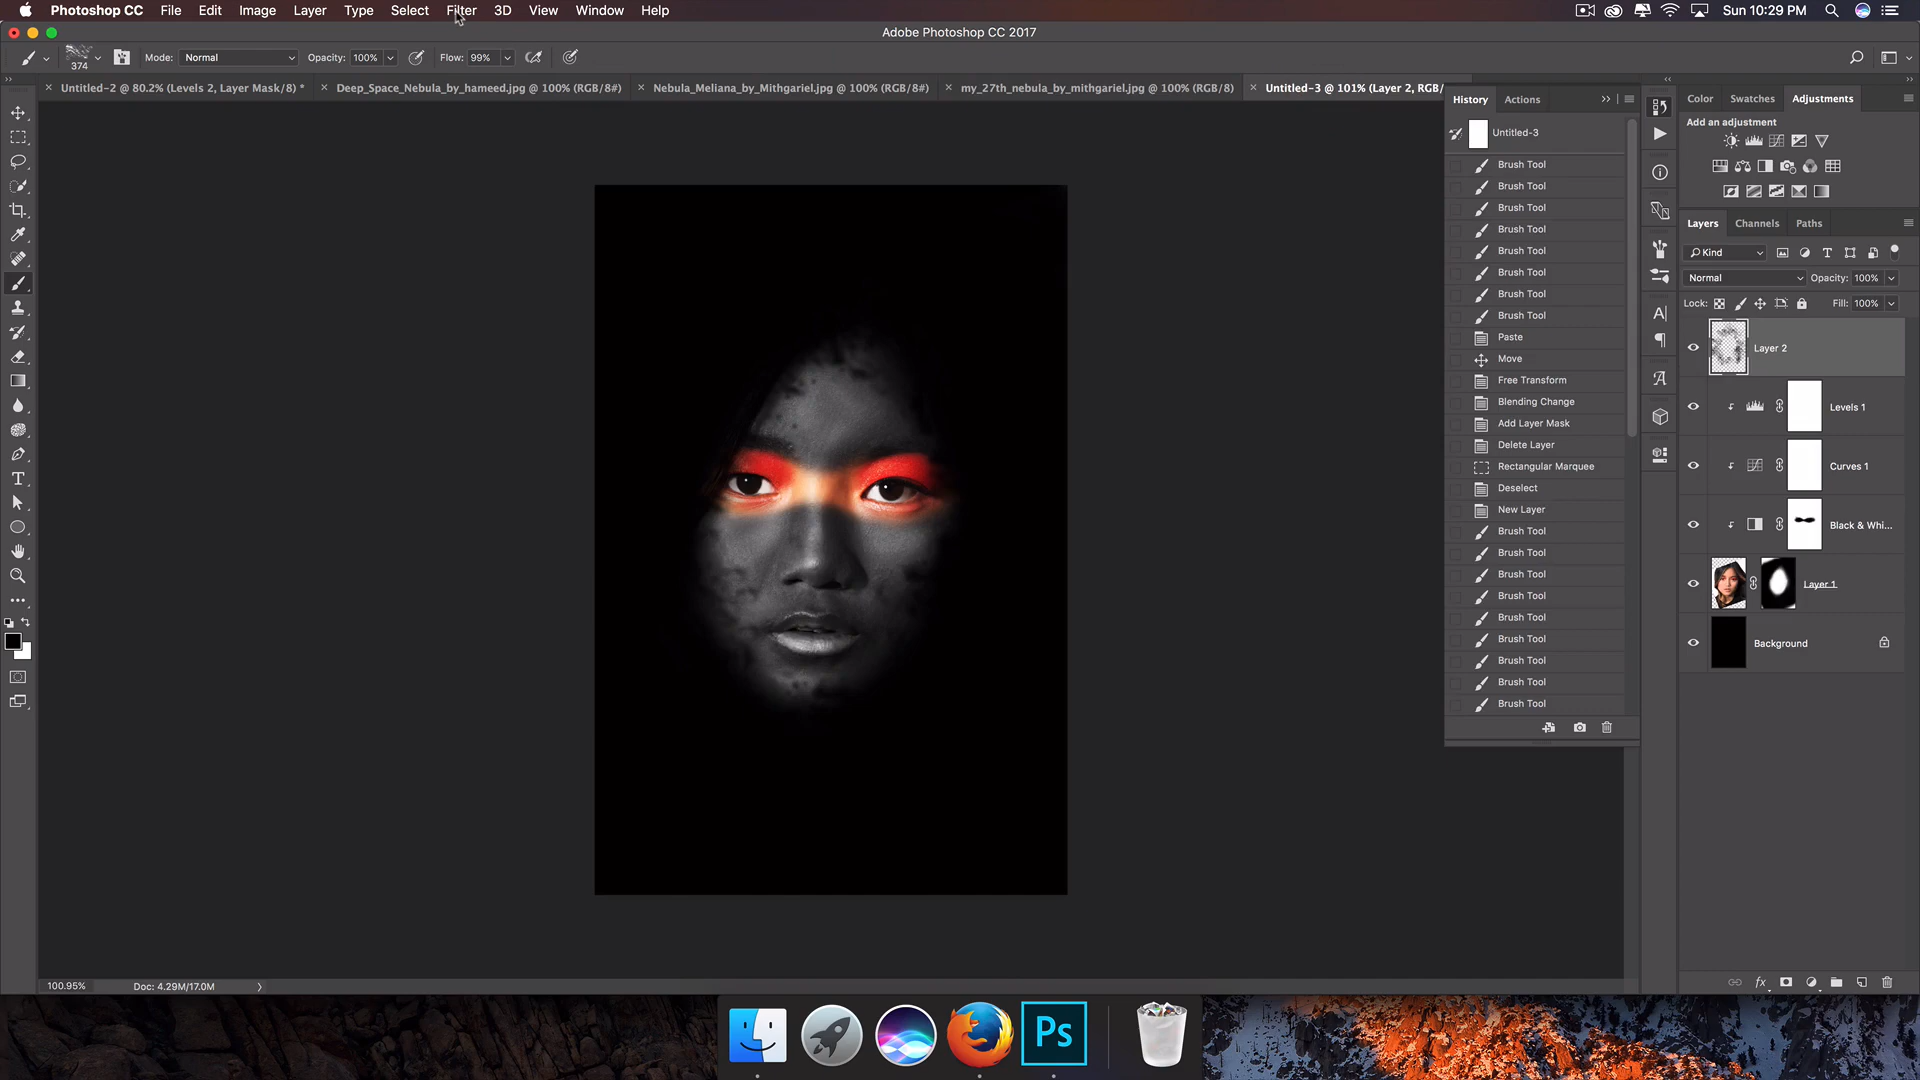 Photoshop CC File Edit Image Layer Type Select Filter 3D View Window Help Sun 10:29 PM
Adobe Photoshop CC 2017
374 Mode: Normal Opacity: 100% Flow: 99%
Untitled-2 @ 80.2% (Levels 2, Layer Mask/8) * Deep_Space_Nebula_by_hameed.jpg @ 100% (RGB/8#) Nebula_Meliana_by_Mithgariel.jpg @ 100% (RGB/8#) my_27th_nebula_by_mithgariel.jpg @ 100% (RGB/8) Untitled-3 @ 101% (Layer 2, RGB/
History Actions
Untitled-3
Brush Tool
Brush Tool
Brush Tool
Brush Tool
Brush Tool
Brush Tool
Brush Tool
Brush Tool
Paste
Move
Free Transform
Blending Change
Add Layer Mask
Delete Layer
Rectangular Marquee
Deselect
New Layer
Brush Tool
Brush Tool
Brush Tool
Brush Tool
Brush Tool
Brush Tool
Brush Tool
Brush Tool
Brush Tool
Color Swatches Adjustments
Add an adjustment
Layers Channels Paths
Kind
Normal Opacity: 100%
Lock: Fill: 100%
Layer 2
Levels 1
Curves 1
Black & Whi...
Layer 1
Background
100.95% Doc: 4.29M/17.0M
Ps